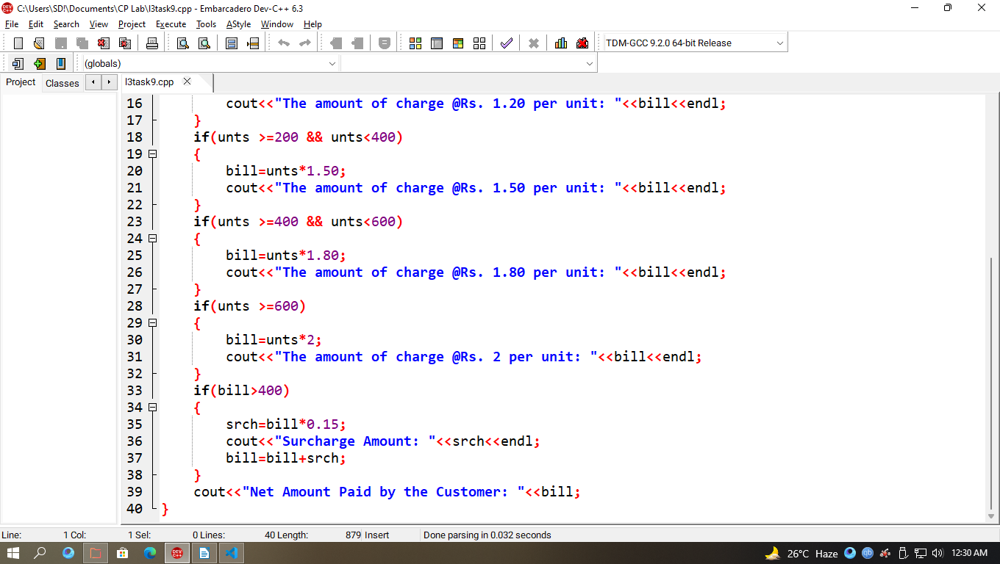 C:\Users\SD!\Documents\CP Lab\l3task9.cpp - Embarcadero Dev-C++ 6.3
File Edit Search View Project Execute Tools AStyle Window Help
TDM-GCC 9.2.0 64-bit Release
(globals)
Project Classes l3task9.cpp
16 cout<<"The amount of charge @Rs. 1.20 per unit: "<<bill<<endl;
17 }
18 if(unts >=200 && unts<400)
19 {
20 bill=unts*1.50;
21 cout<<"The amount of charge @Rs. 1.50 per unit: "<<bill<<endl;
22 }
23 if(unts >=400 && unts<600)
24 {
25 bill=unts*1.80;
26 cout<<"The amount of charge @Rs. 1.80 per unit: "<<bill<<endl;
27 }
28 if(unts >=600)
29 {
30 bill=unts*2;
31 cout<<"The amount of charge @Rs. 2 per unit: "<<bill<<endl;
32 }
33 if(bill>400)
34 {
35 srch=bill*0.15;
36 cout<<"Surcharge Amount: "<<srch<<endl;
37 bill=bill+srch;
38 }
39 cout<<"Net Amount Paid by the Customer: "<<bill;
40 }
Line: 1 Col: 1 Sel: 0 Lines: 40 Length: 879 Insert Done parsing in 0.032 seconds
DEV C++ qb 26°C Haze 12:30 AM